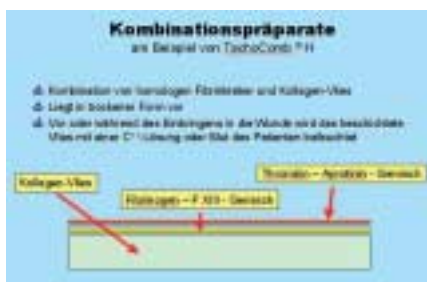 Kombinationspräparate
am Beispiel von TachoComb ® H
Kombination von homologen Fibrinkleber und Kollagen-Vlies
Liegt in trockener Form vor
Vor oder während des Einbringens in die Wunde wird das beschichtete
Vlies mit einer Lösung oder Blut des Patienten befeuchtet
Thrombin – Aprotinin - Gemisch
Kollagen-Vlies
Fibrinogen – F XIII - Gemisch